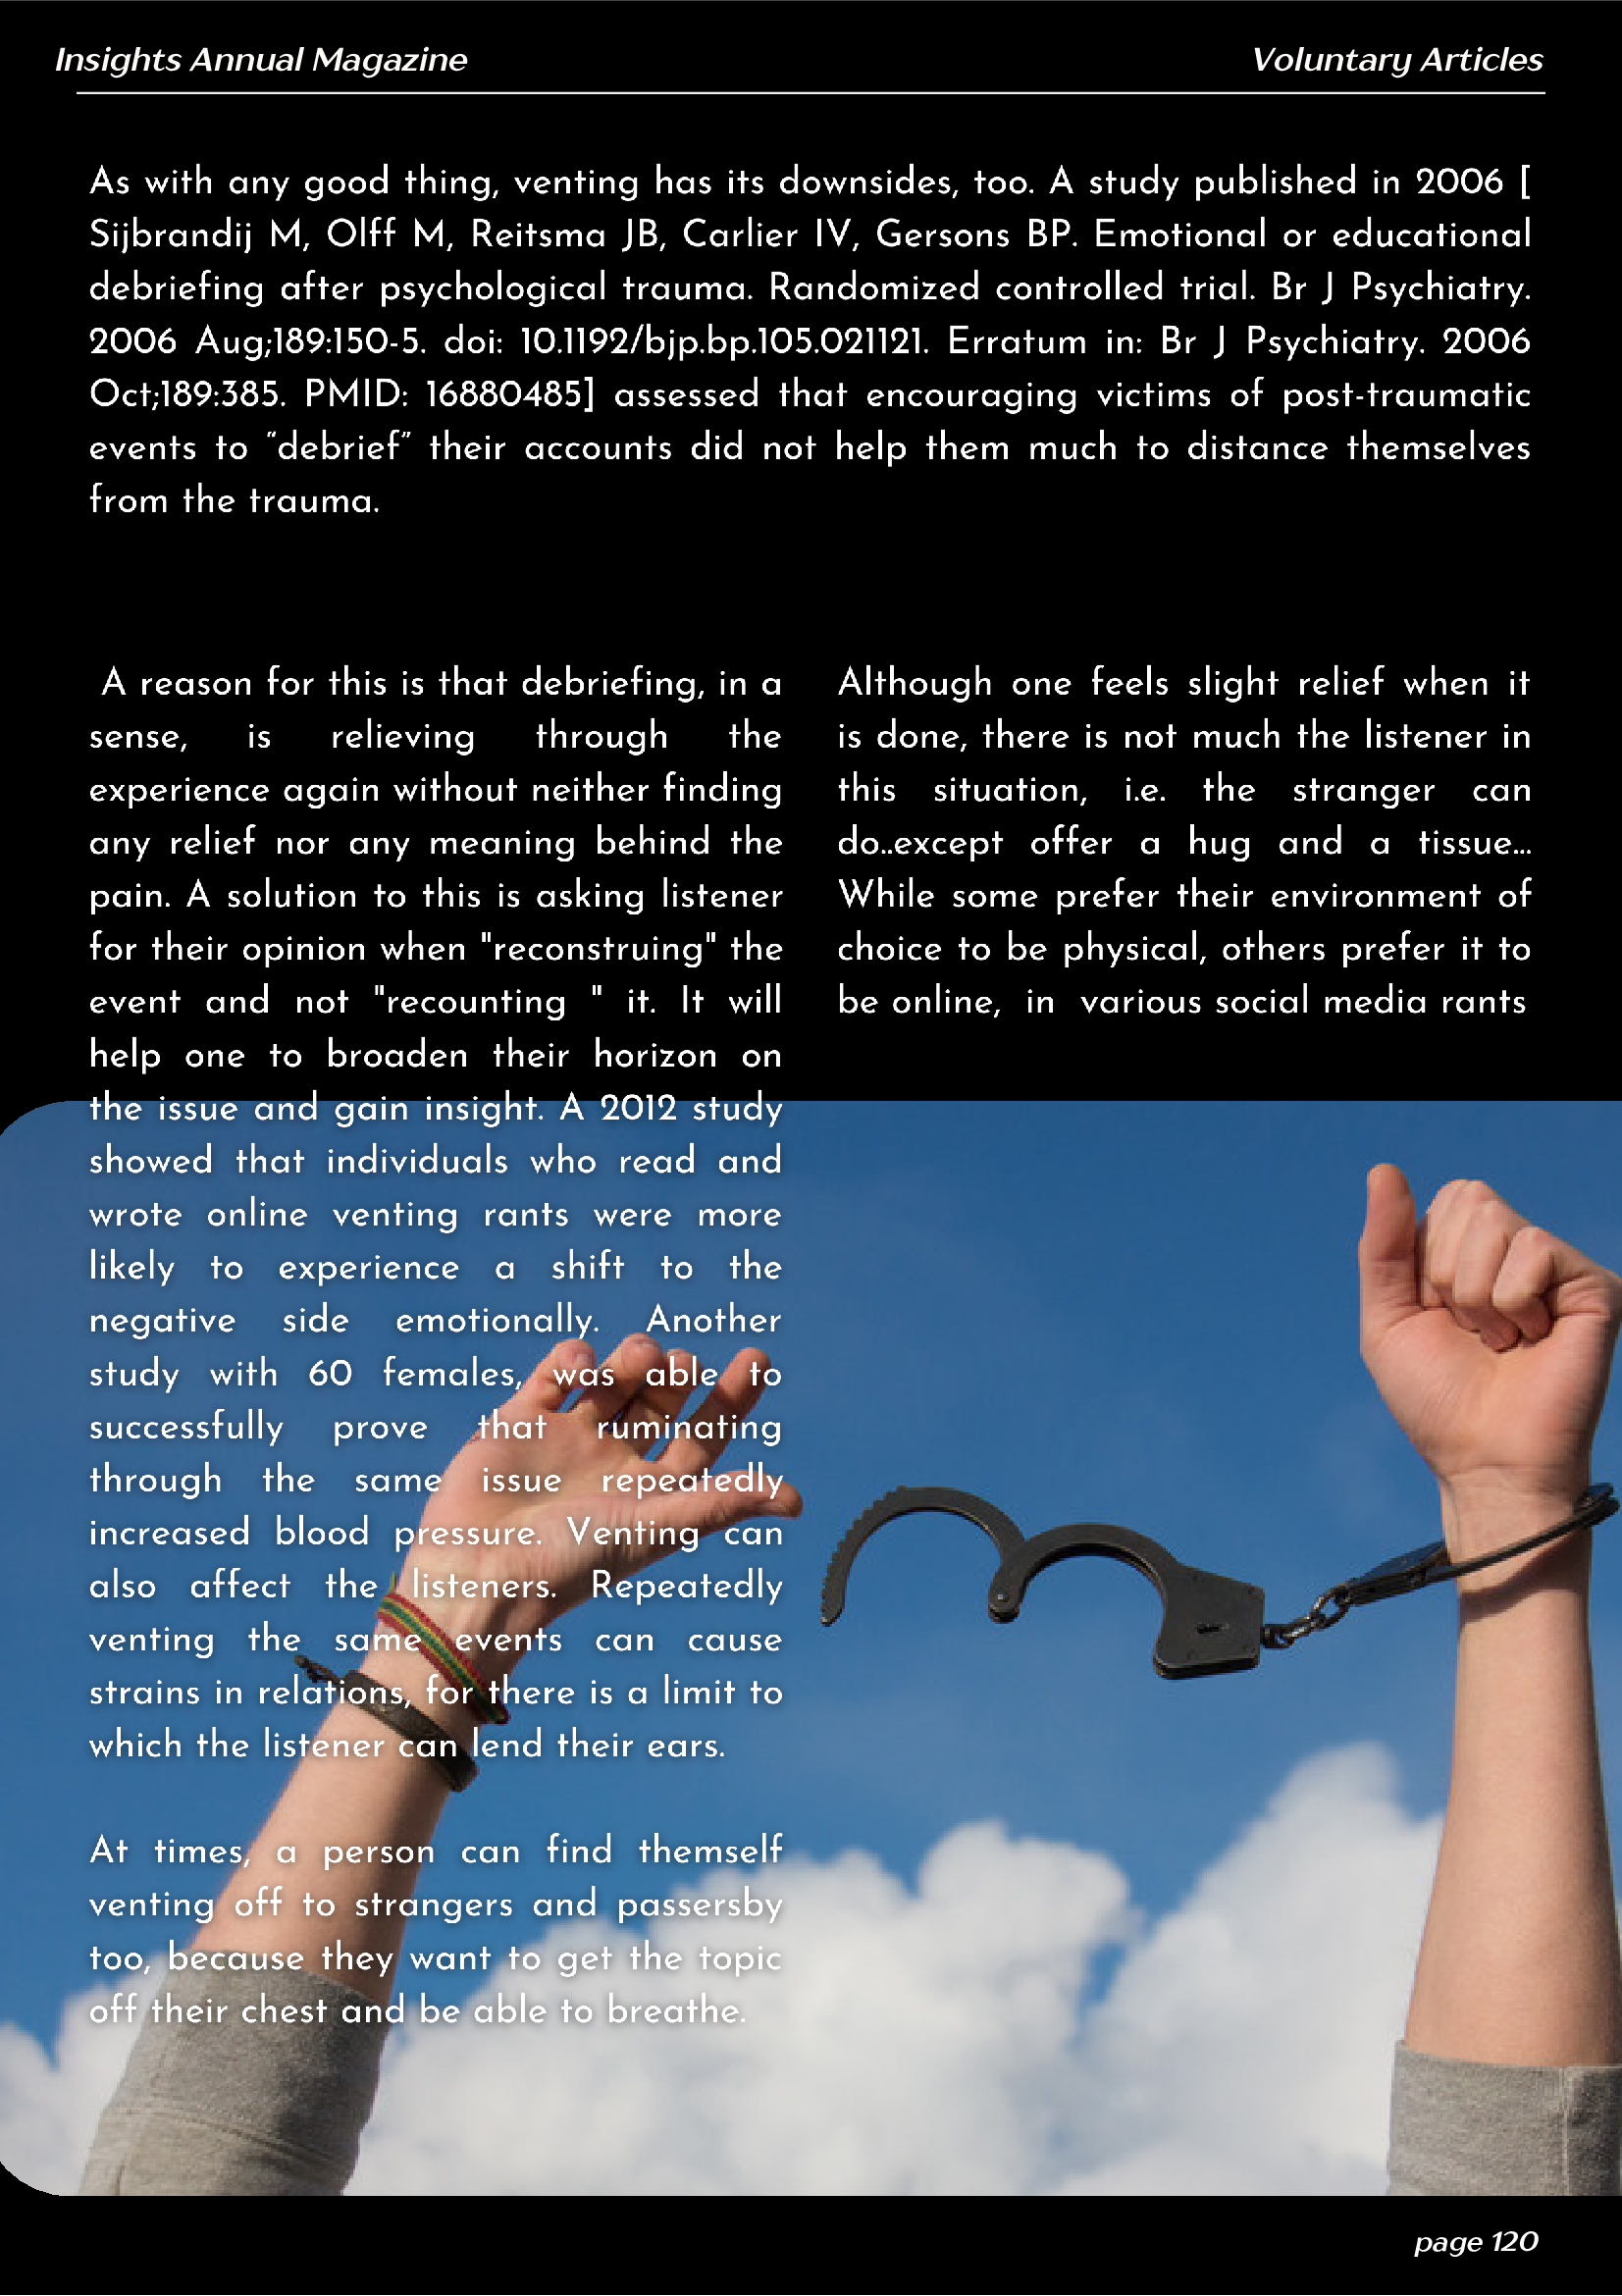 Insights Annual Magazine
Voluntary Articles
As with any good thing, venting has its downsides, too. A study published in 2006 [
Sijbrandij M, Olff M, Reitsma JB, Carlier IV, Gersons BP. Emotional or educational
debriefing after psychological trauma. Randomized controlled trial. Br J Psychiatry.
2006 Aug;189:150-5. doi: 10.1192/bjp.bp.105.021121. Erratum in: Br J Psychiatry. 2006
Oct;189:385. PMID: 16880485] assessed that encouraging victims of post-traumatic
events to “debrief” their accounts did not help them much to distance themselves
from the trauma.
A reason for this is that debriefing, in a
sense, is relieving through the
experience again without neither finding
any relief nor any meaning behind the
pain. A solution to this is asking listener
for their opinion when "reconstruing" the
event and not "recounting " it. It will
help one to broaden their horizon on
the issue and gain insight. A 2012 study
showed that individuals who read and
wrote online venting rants were more
likely to experience a shift to the
negative side emotionally. Another
study with 60 females, was able to
successfully prove that ruminating
through the same issue repeatedly
increased blood pressure. Venting can
also affect the listeners. Repeatedly
venting the same events can cause
strains in relations, for there is a limit to
which the listener can lend their ears.
At times, a person can find themself
venting off to strangers and passersby
too, because they want to get the topic
off their chest and be able to breathe.
Although one feels slight relief when it
is done, there is not much the listener in
this situation, i.e. the stranger can
do..except offer a hug and a tissue...
While some prefer their environment of
choice to be physical, others prefer it to
be online, in various social media rants
page 120